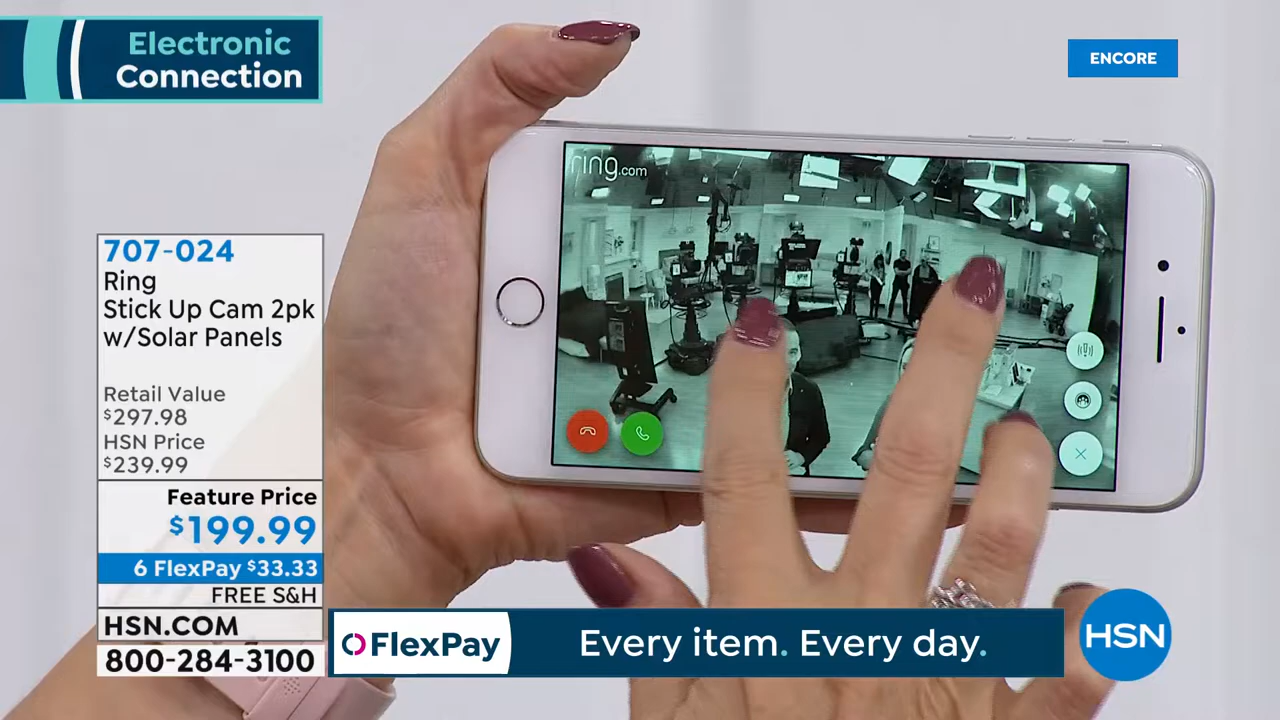 Electronic
Connection
ENCORE
ring.com
707-024
Ring
Stick Up Cam 2pk
w/Solar Panels
Retail Value
$297.98
HSN Price
$239.99
Feature Price
$199.99
6 FlexPay $33.33
FREE S&H
HSN.COM
800-284-3100
FlexPay
Every item. Every day.
HSN